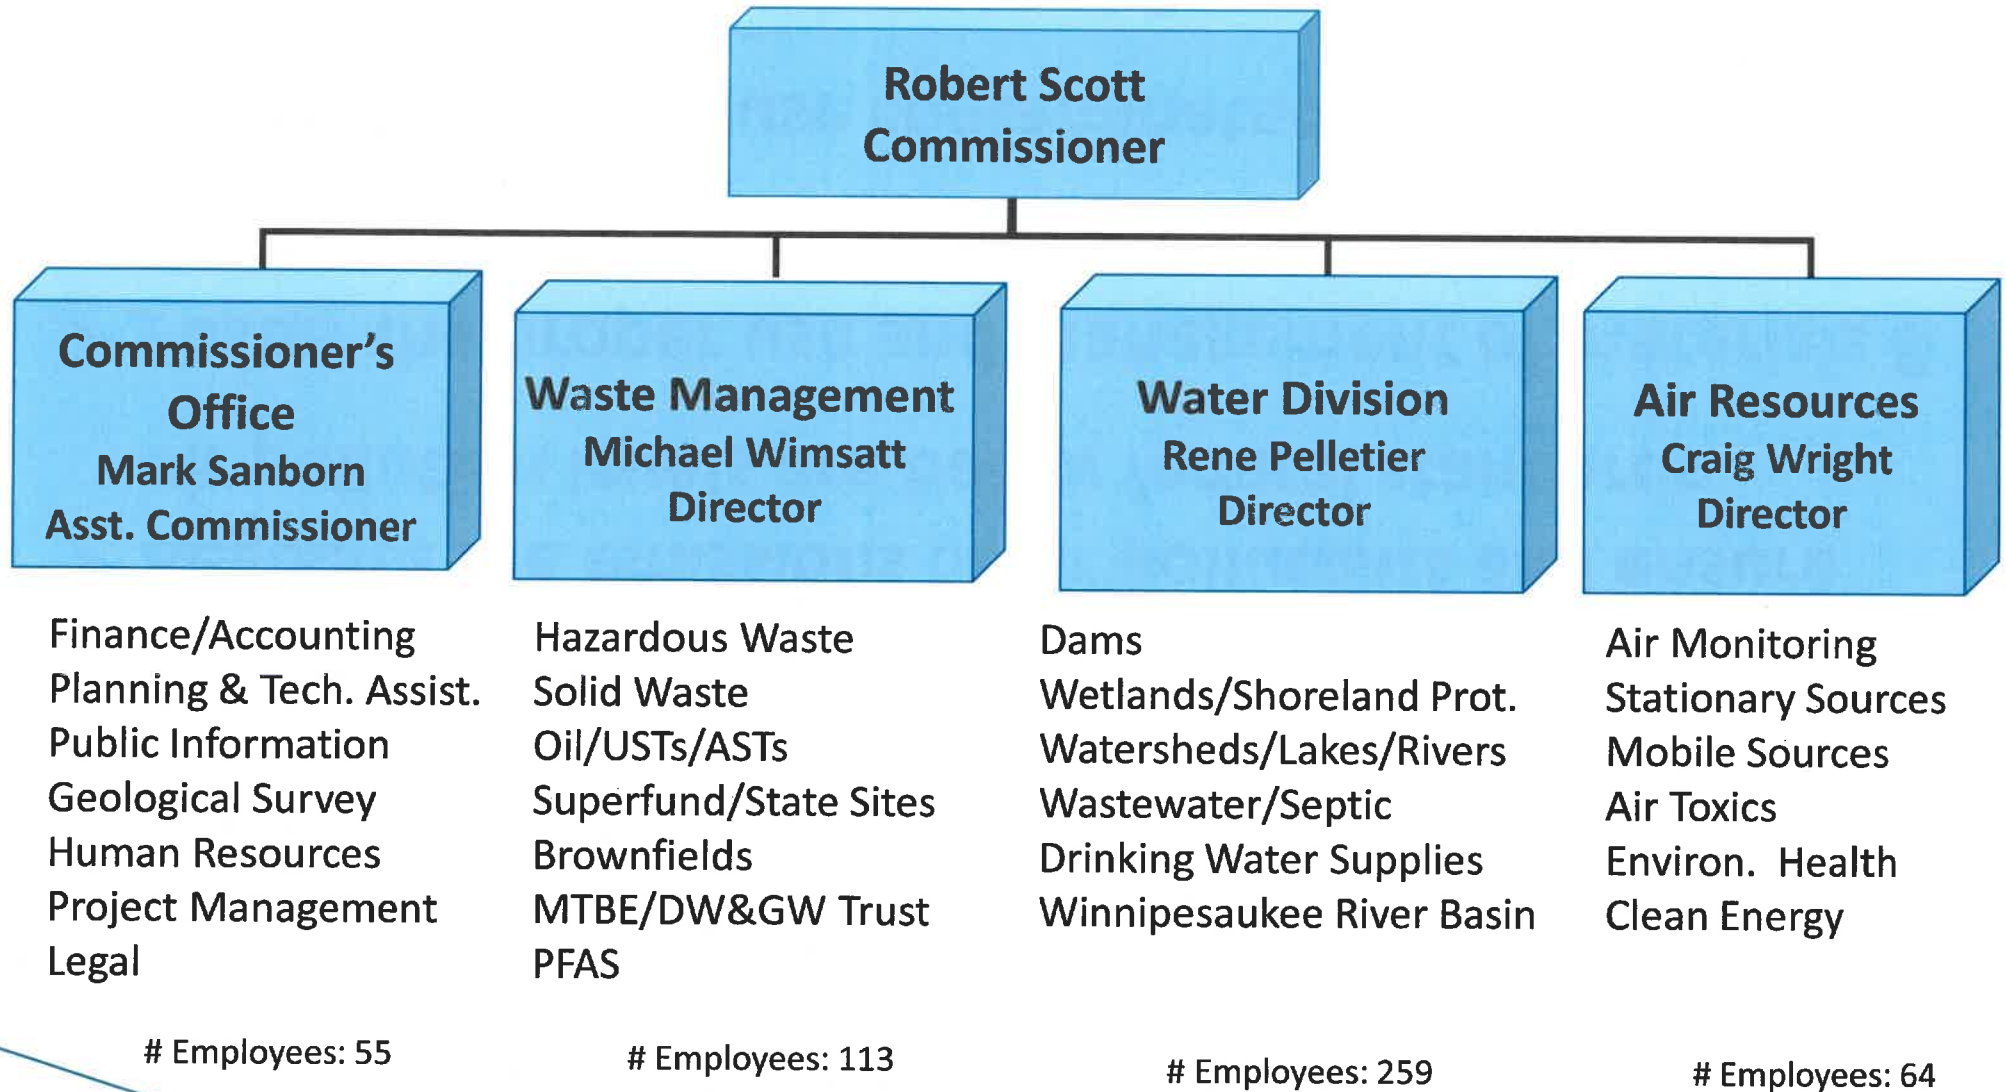 Robert Scott
Commissioner
Commissioner's
Office
Mark Sanborn
Asst. Commissioner
Finance/Accounting
Planning & Tech. Assist.
Public Information
Geological Survey
Human Resources
Project Management
Legal
# Employees: 55
Waste Management
Michael Wimsatt
Director
Hazardous Waste
Solid Waste
Oil/USTs/ASTs
Superfund/State Sites
Brownfields
MTBE/DW&GW Trust
PFAS
# Employees: 113
Water Division
Rene Pelletier
Director
Dams
Wetlands/Shoreland Prot.
Watersheds/Lakes/Rivers
Wastewater/Septic
Drinking Water Supplies
Winnipesaukee River Basin
# Employees: 259
Air Resources
Craig Wright
Director
Air Monitoring
Stationary Sources
Mobile Sources
Air Toxics
Environ. Health
Clean Energy
# Employees: 64